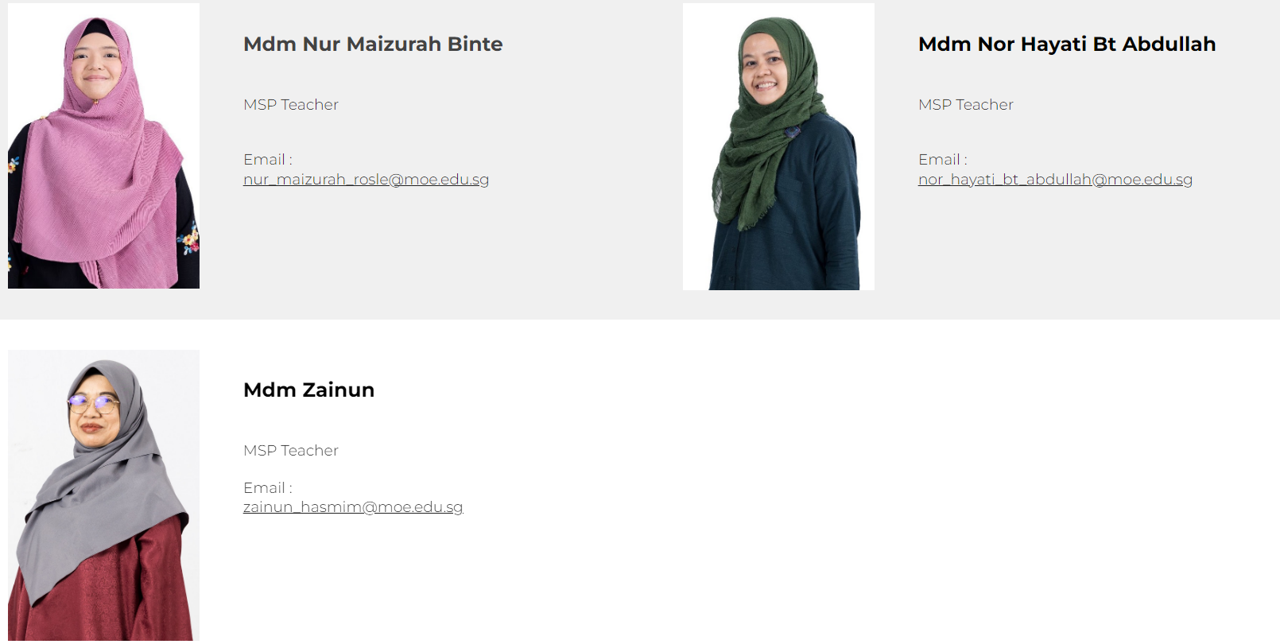 Mdm Nur Maizurah Binte
MSP Teacher
Email :
nur_maizurah_rosle@moe.edu.sg
Mdm Nor Hayati Bt Abdullah
MSP Teacher
Email :
nor_hayati_bt_abdullah@moe.edu.sg
Mdm Zainun
MSP Teacher
Email :
zainun_hasmim@moe.edu.sg